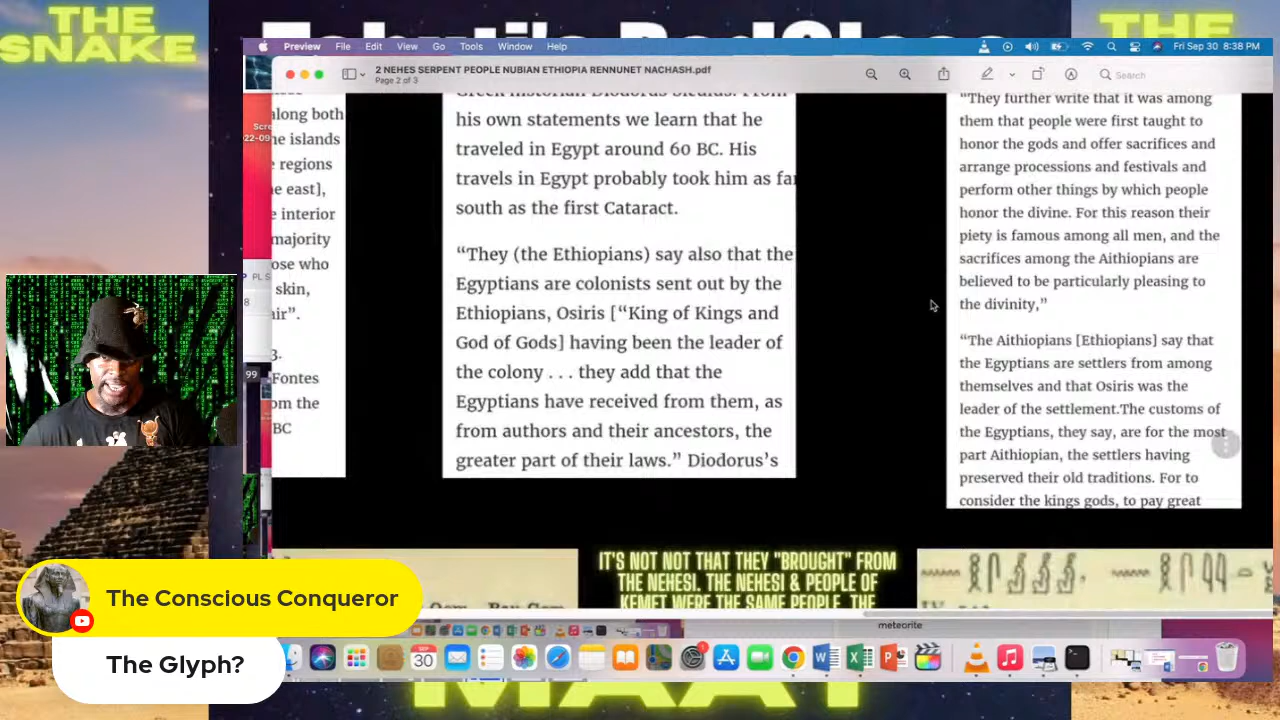 THE
SNAKE
THE
Preview File Edit View Go Tools Window Help
Fri Sep 30 8:38 PM
2 NEHES SERPENT PEOPLE NUBIAN ETHIOPIA RENNUNET NACHASH.pdf
Page 2 of 3
Search
along both
islands
regions
east],
interior
majority
who
skin,
air”.
3.
Fontes
the
BC
99
his own statements we learn that he
traveled in Egypt around 60 BC. His
travels in Egypt probably took him as far
south as the first Cataract.
“They (the Ethiopians) say also that the
Egyptians are colonists sent out by the
Ethiopians, Osiris [“King of Kings and
God of Gods] having been the leader of
the colony . . . they add that the
Egyptians have received from them, as
from authors and their ancestors, the
greater part of their laws.” Diodorus’s
“They further write that it was among
them that people were first taught to
honor the gods and offer sacrifices and
arrange processions and festivals and
perform other things by which people
honor the divine. For this reason their
piety is famous among all men, and the
sacrifices among the Aithiopians are
believed to be particularly pleasing to
the divinity,”
“The Aithiopians [Ethiopians] say that
the Egyptians are settlers from among
themselves and that Osiris was the
leader of the settlement.The customs of
the Egyptians, they say, are for the most
part Aithiopian, the settlers having
preserved their old traditions. For to
consider the kings gods, to pay great
IT'S NOT NOT THAT THEY "BROUGHT" FROM
THE NEHESI. THE NEHESI & PEOPLE OF
KEMET WERE THE SAME PEOPLE. THE
meteorite
SEP
30
The Conscious Conqueror
The Glyph?
MAAT